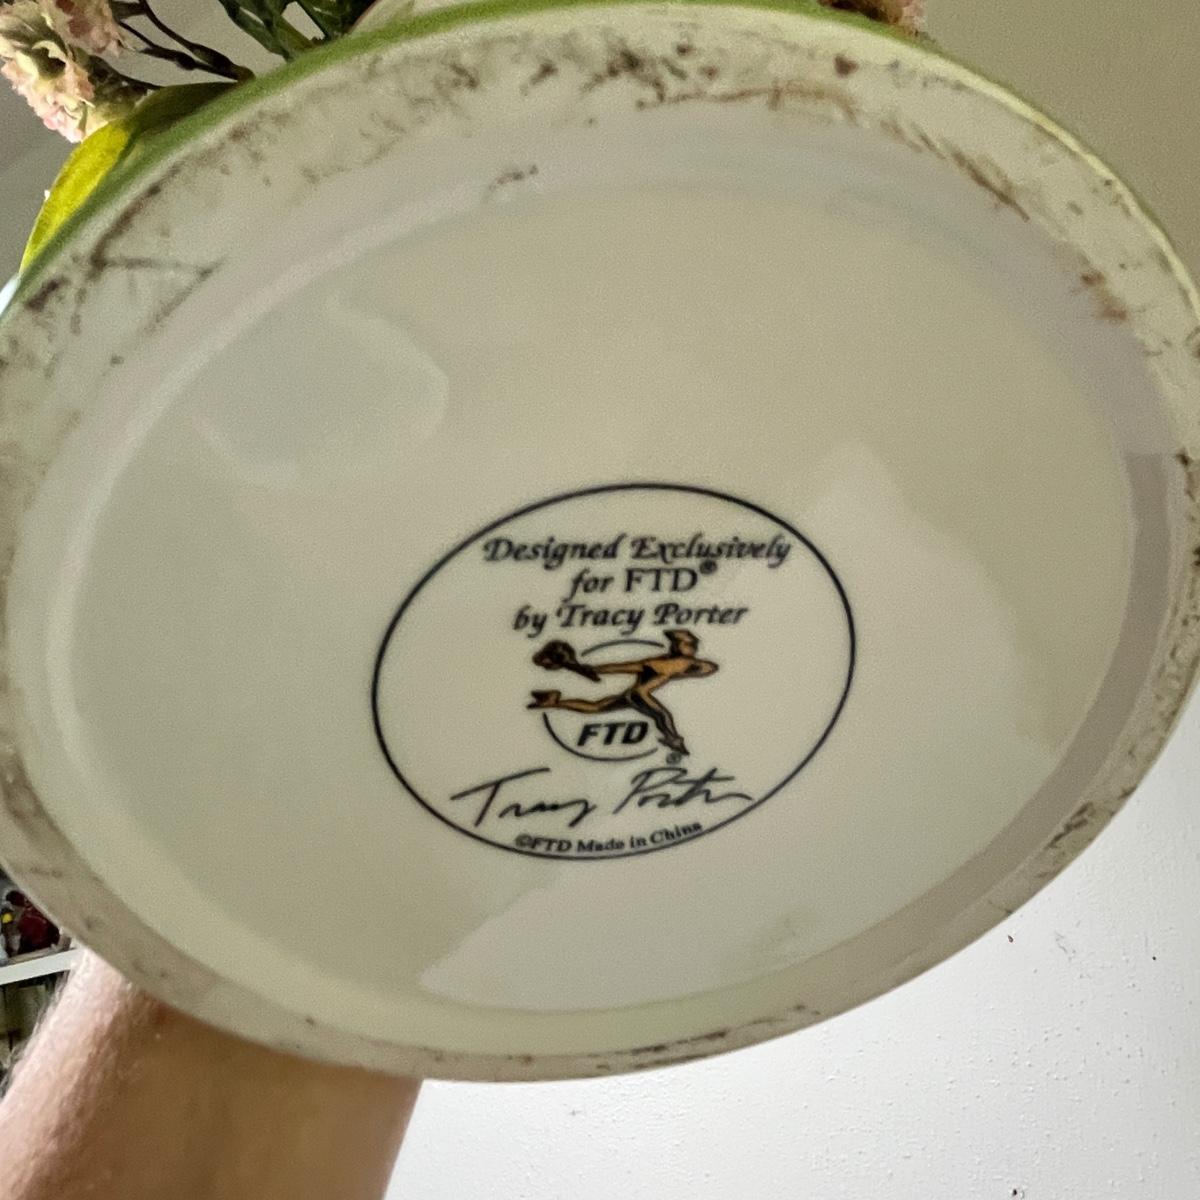 Designed Exclusively
for FTD®
by Tracy Porter
FTD®
Tracy Porter
©FTD Made in China